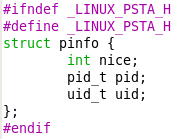 #ifndef _LINUX_PSTA_H
#define _LINUX_PSTA_H
struct pinfo {
        int nice;
        pid_t pid;
        uid_t uid;
};
#endif